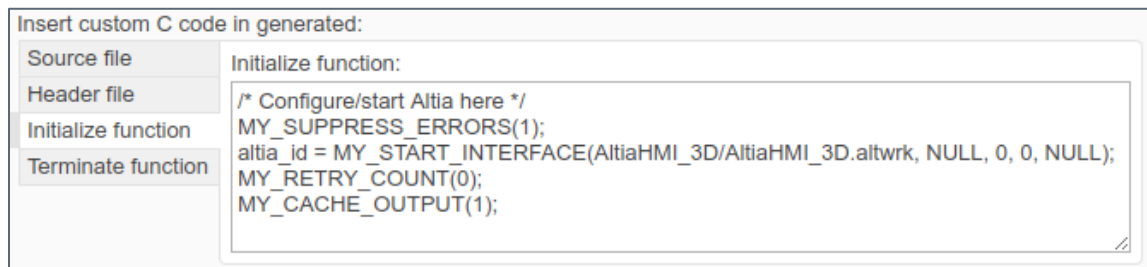 Insert custom C code in generated:
Source file
Header file
Initialize function
Terminate function
Initialize function:
/* Configure/start Altia here */
MY_SUPPRESS_ERRORS(1);
altia_id = MY_START_INTERFACE(AltiaHMI_3D/AltiaHMI_3D.altwrk, NULL, 0, 0, NULL);
MY_RETRY_COUNT(0);
MY_CACHE_OUTPUT(1);